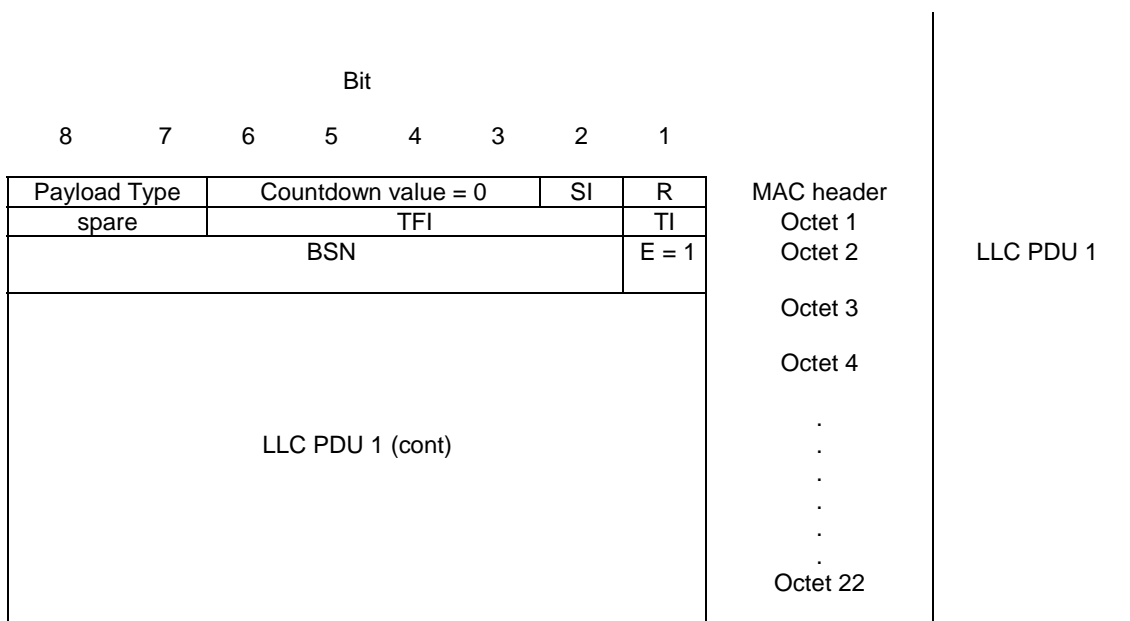 Bit
8 7 6 5 4 3 2 1
Payload Type Countdown value = 0 SI R MAC header
spare TFI TI Octet 1
BSN E = 1 Octet 2 LLC PDU 1
Octet 3
Octet 4
.
LLC PDU 1 (cont) .
.
.
.
.
Octet 22